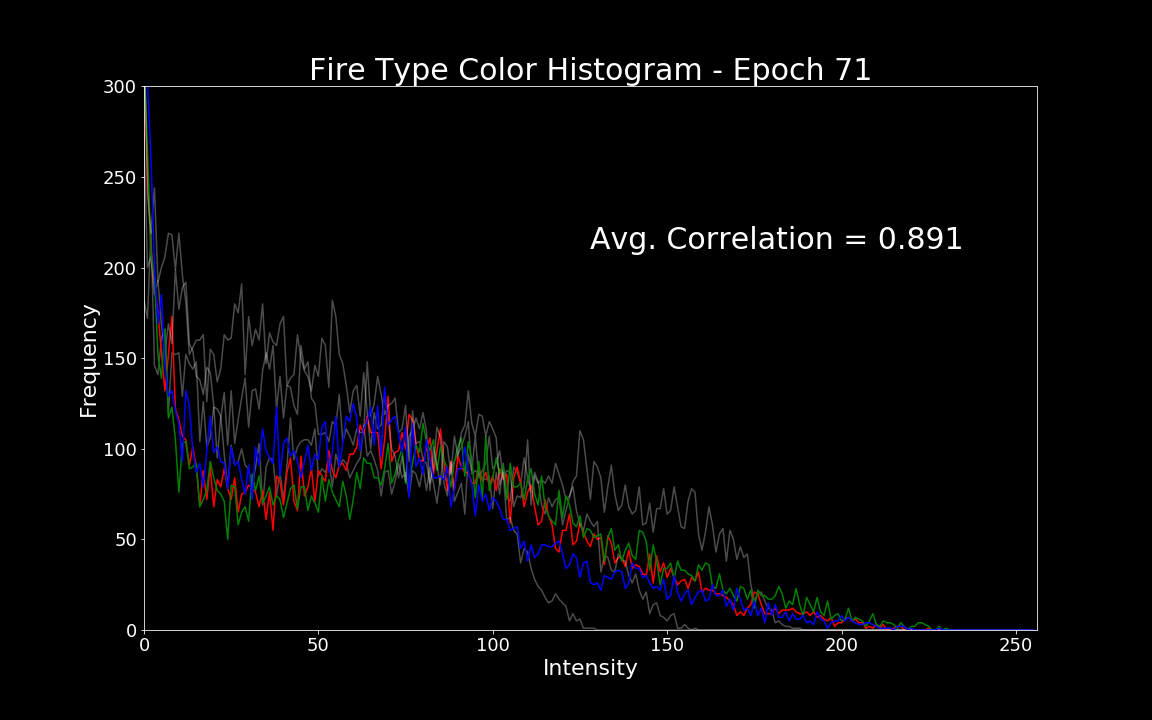 Fire Type Color Histogram - Epoch 71
300
250
200
150
100
50
0
Frequency
Avg. Correlation = 0.891
0 50 100 150 200 250
Intensity